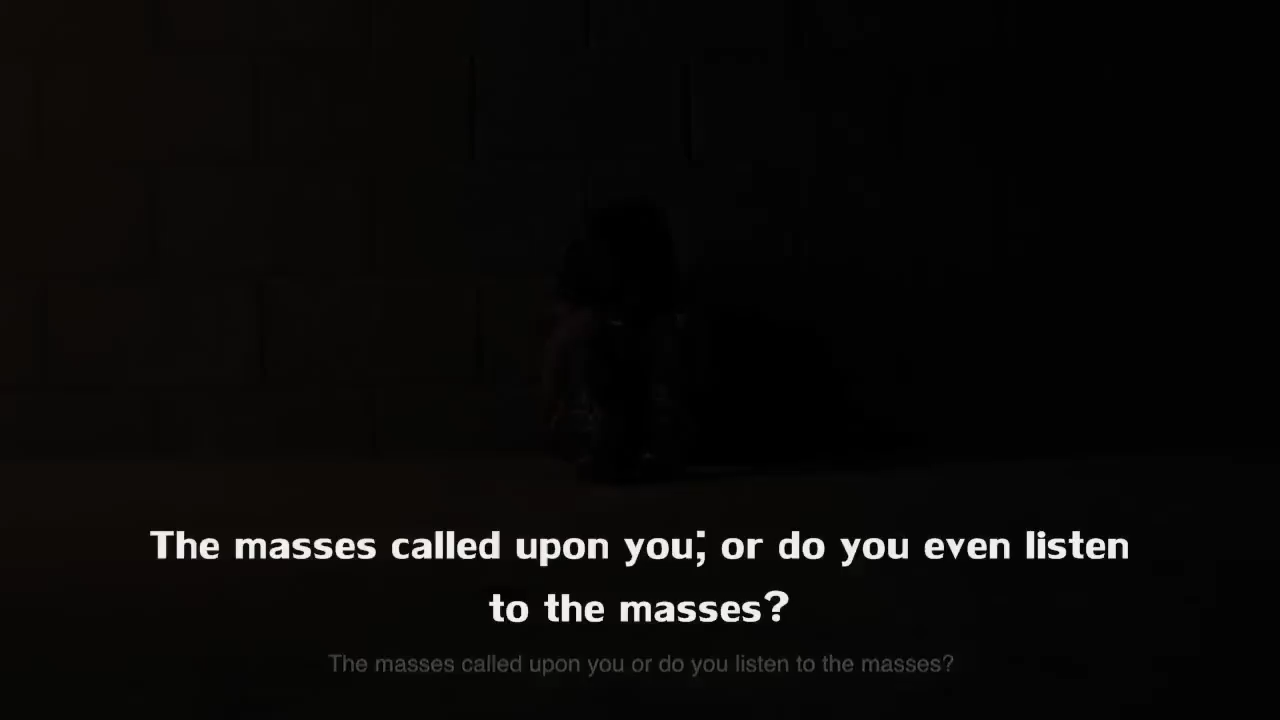 The masses called upon you; or do you even listen
to the masses?
The masses called upon you or do you listen to the masses?